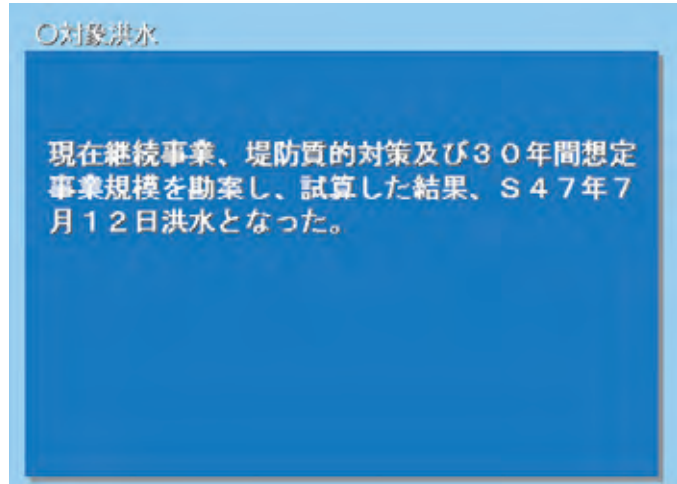 ○対象洪水
現在継続事業、堤防質的対策及び３０年間想定
事業規模を勘案し、試算した結果、Ｓ４７年７
月１２日洪水となった。